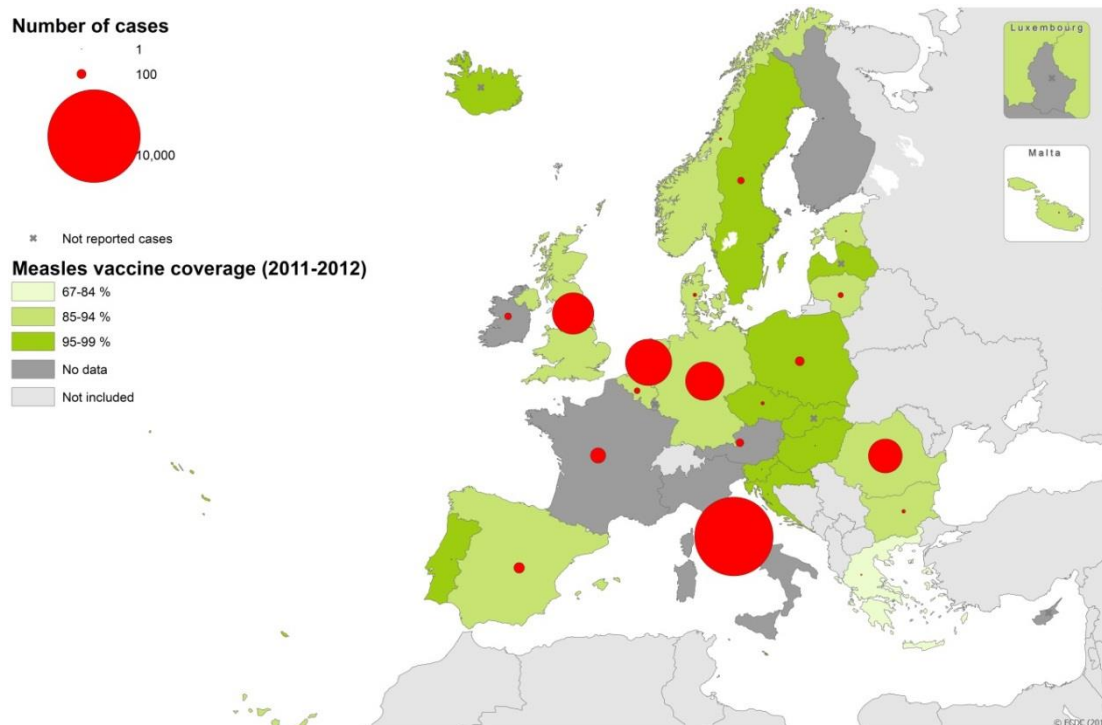 Number of cases
1
100
10,000
Not reported cases
Measles vaccine coverage (2011-2012)
67-84 %
85-94 %
95-99 %
No data
Not included
Luxembourg
Malta